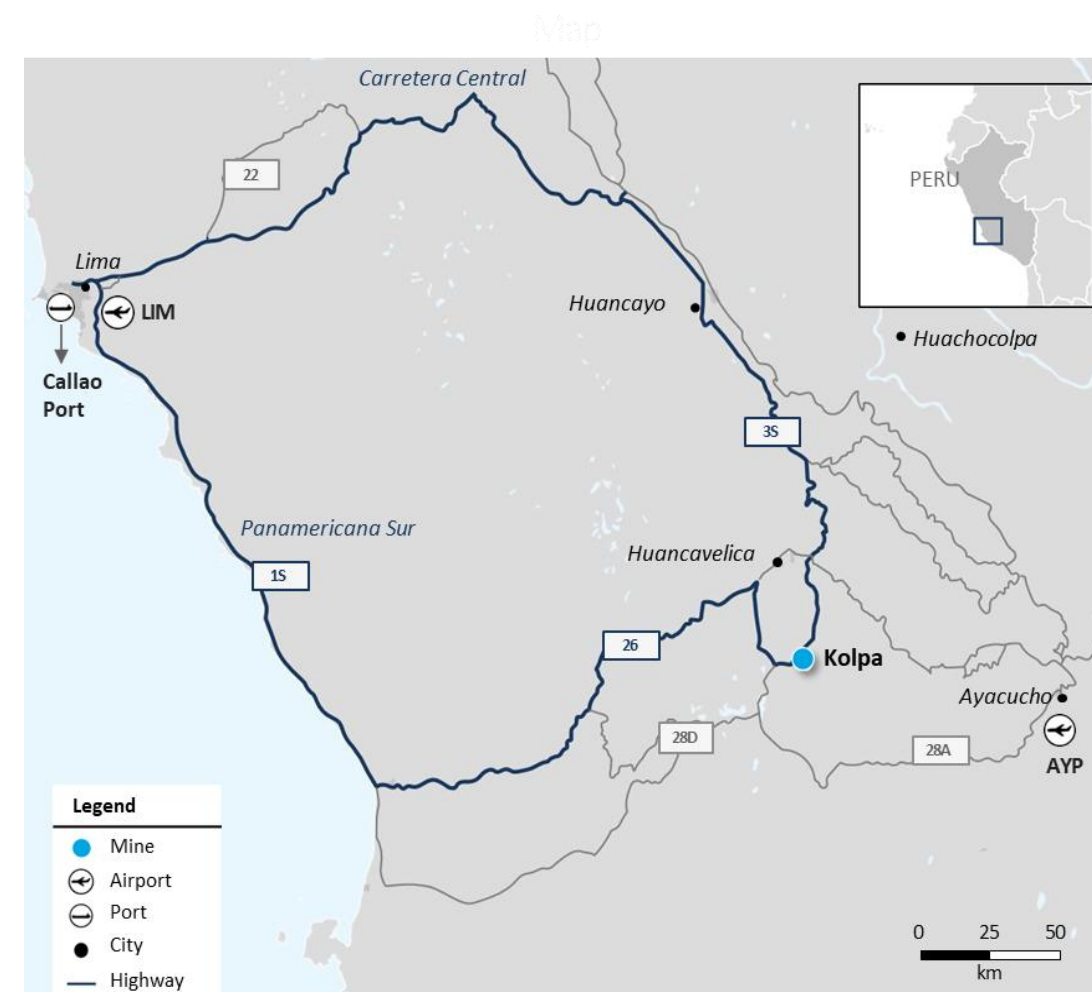 Map
Carretera Central
22
PERU
Lima
LIM
Huancayo
Huachocolpa
Callao
Port
3S
Panamericana Sur
Huancavelica
1S
26
Kolpa
Ayacucho
28D
28A
AYP
Legend
Mine
Airport
Port
City
Highway
0 25 50
km